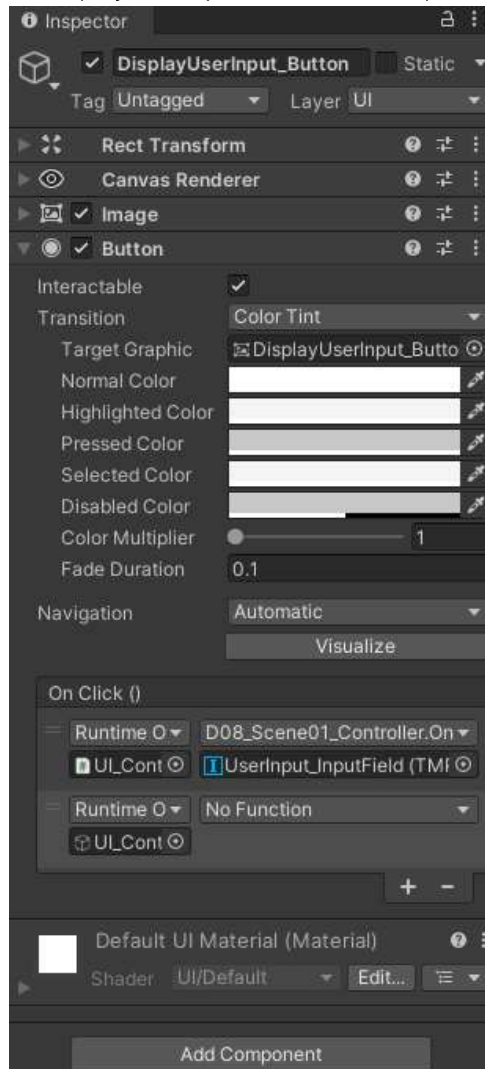 Inspector
DisplayUserInput_Button Static
Tag Untagged Layer UI
Rect Transform
Canvas Renderer
Image
Button
Interactable
Transition Color Tint
Target Graphic DisplayUserInput_Butto
Normal Color
Highlighted Color
Pressed Color
Selected Color
Disabled Color
Color Multiplier 1
Fade Duration 0.1
Navigation Automatic
Visualize
On Click ()
Runtime O D08_Scene01_Controller.On
UI_Cont UserInput_InputField (TMF
Runtime O No Function
UI_Cont
+ -
Default UI Material (Material)
Shader UI/Default Edit...
Add Component